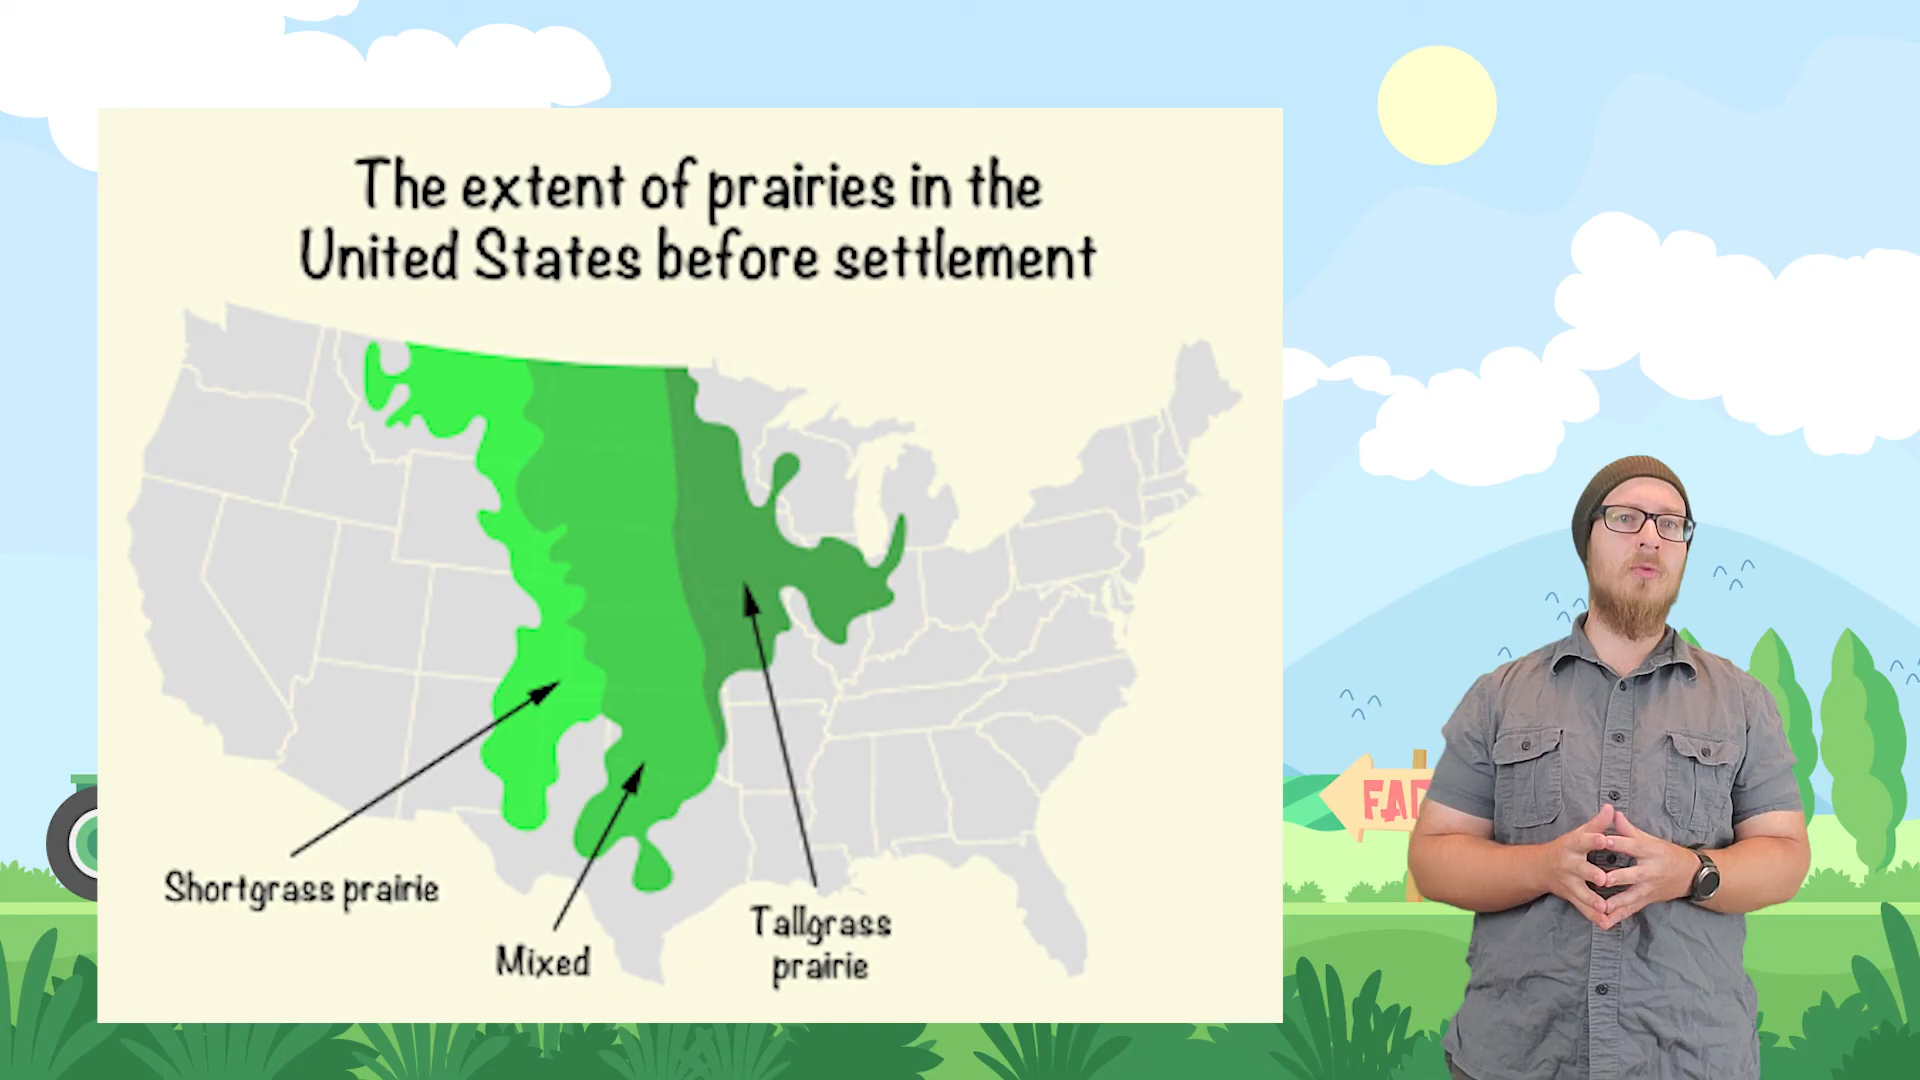 The extent of prairies in the
United States before settlement
Shortgrass prairie
Mixed
Tallgrass
prairie